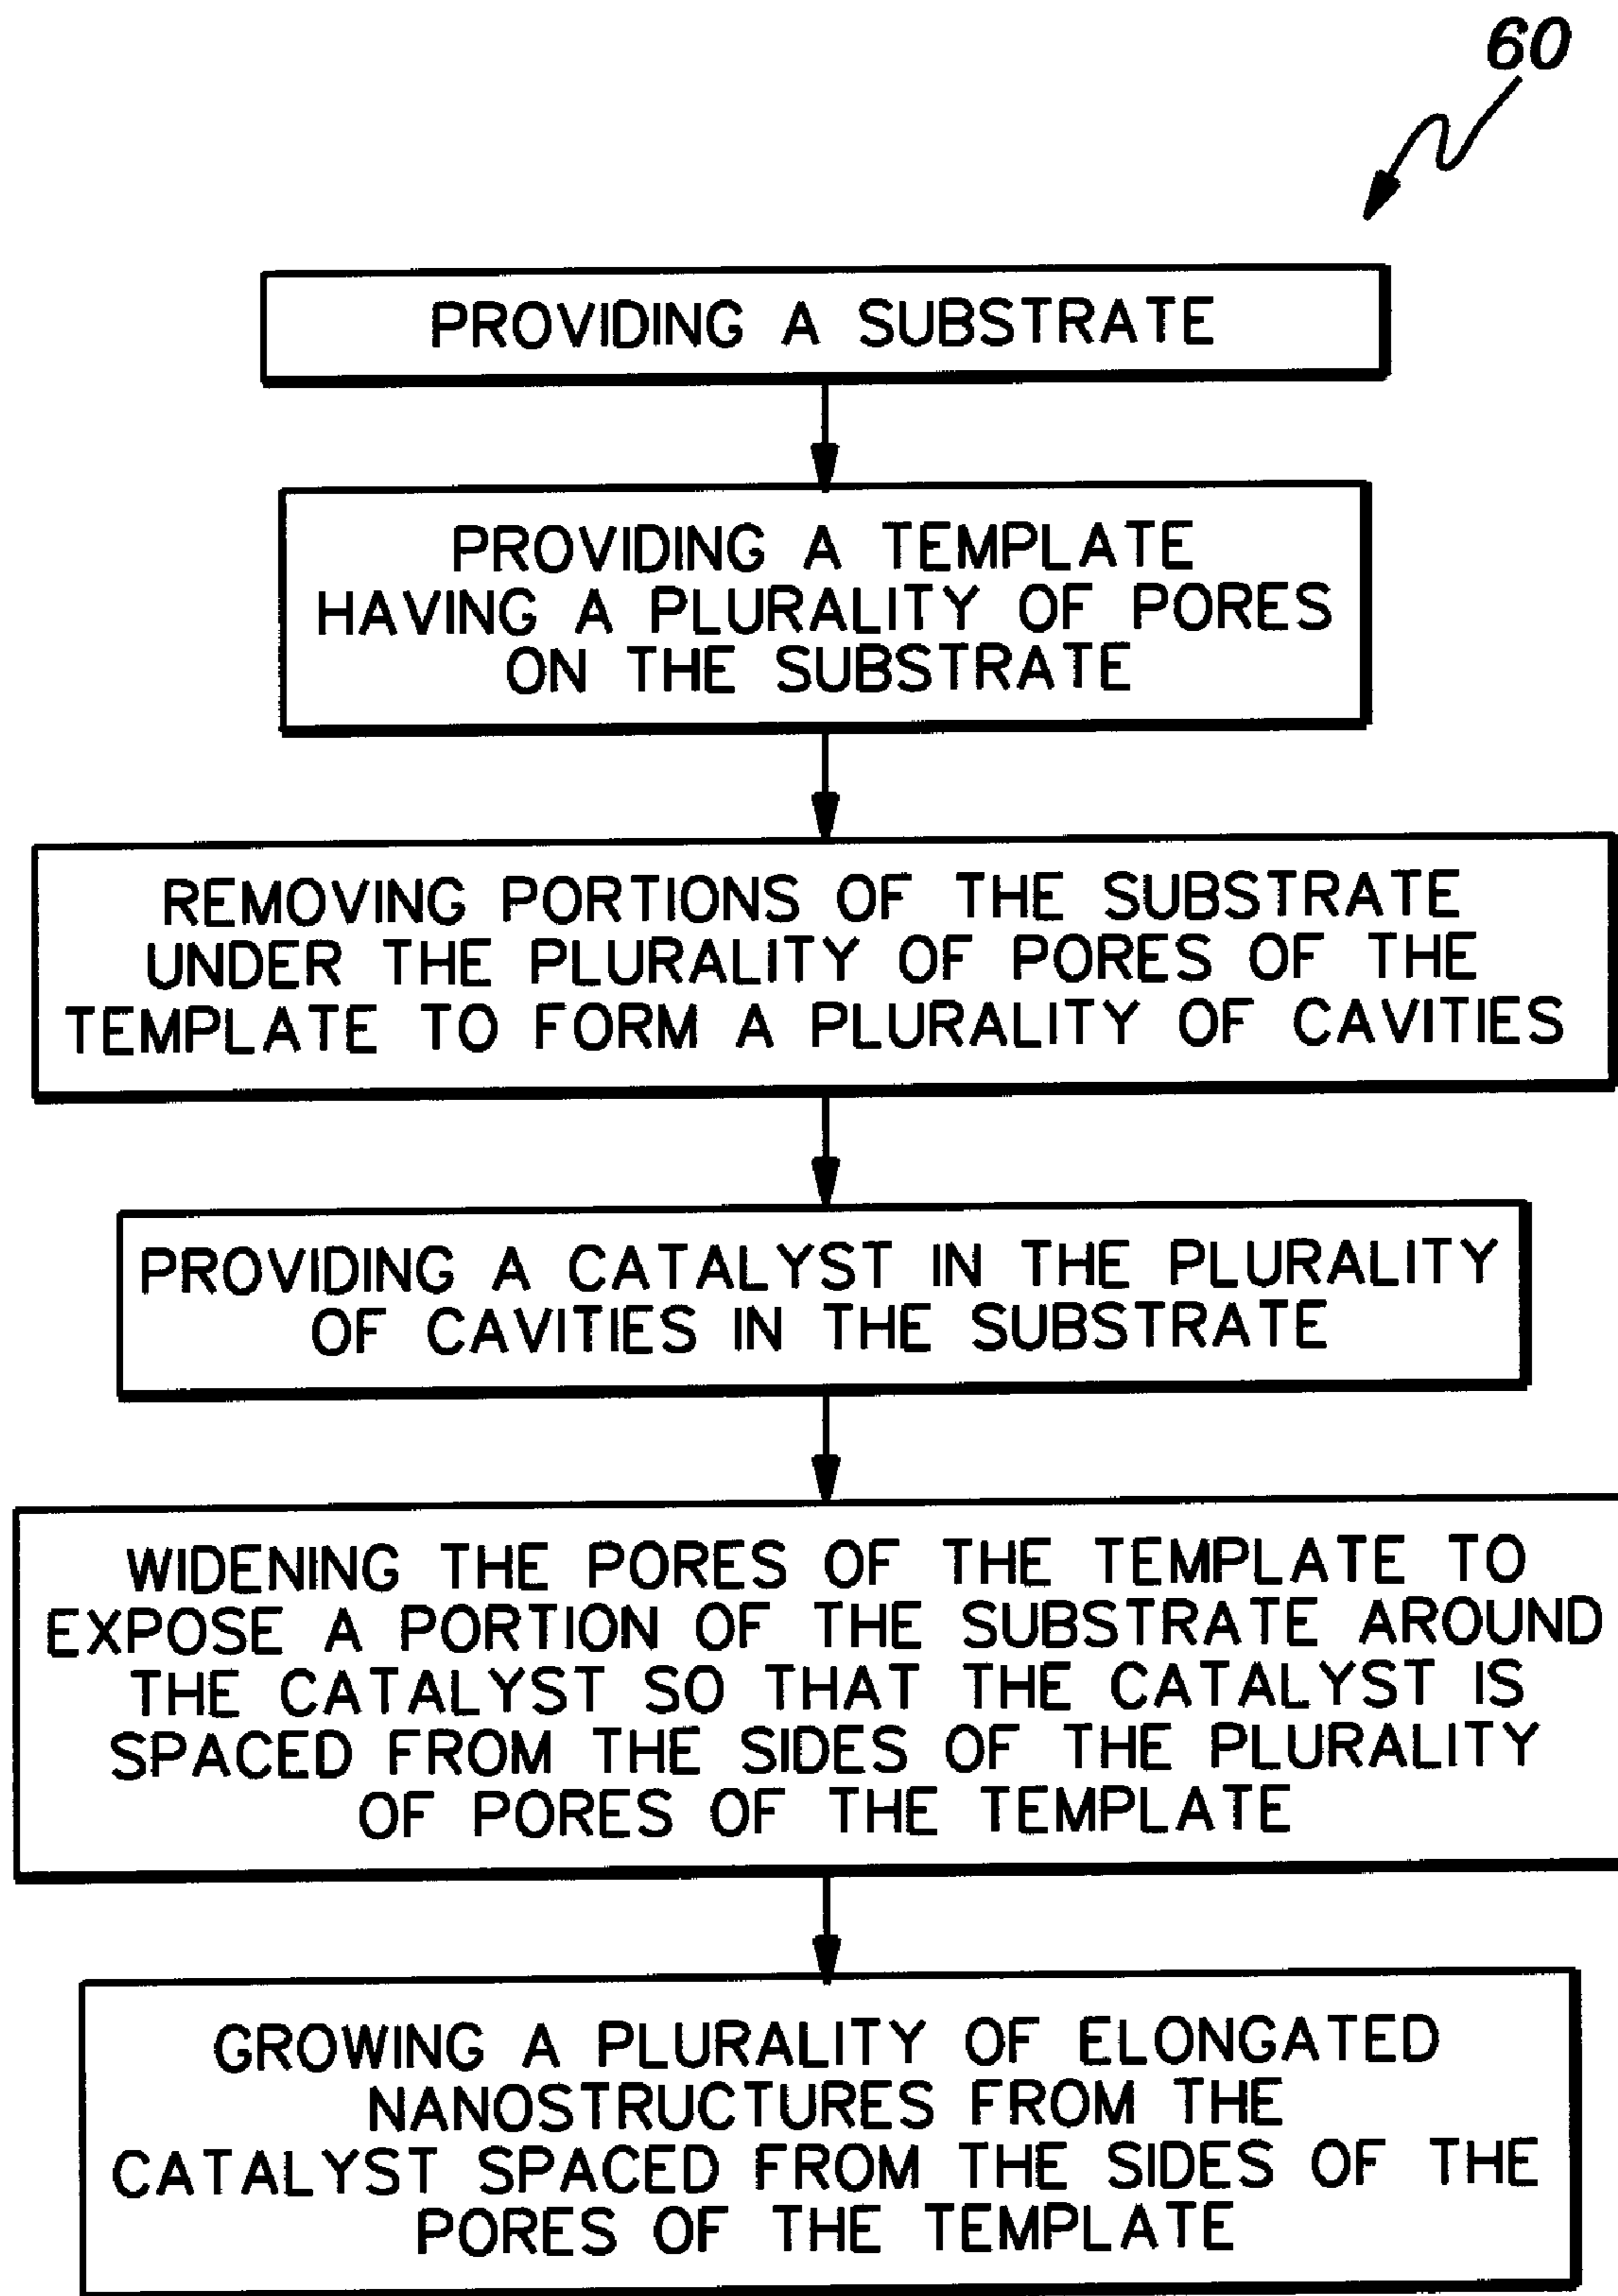 60
PROVIDING A SUBSTRATE
PROVIDING A TEMPLATE
HAVING A PLURALITY OF PORES
ON THE SUBSTRATE
REMOVING PORTIONS OF THE SUBSTRATE
UNDER THE PLURALITY OF PORES OF THE
TEMPLATE TO FORM A PLURALITY OF CAVITIES
PROVIDING A CATALYST IN THE PLURALITY
OF CAVITIES IN THE SUBSTRATE
WIDENING THE PORES OF THE TEMPLATE TO
EXPOSE A PORTION OF THE SUBSTRATE AROUND
THE CATALYST SO THAT THE CATALYST IS
SPACED FROM THE SIDES OF THE PLURALITY
OF PORES OF THE TEMPLATE
GROWING A PLURALITY OF ELONGATED
NANOSTRUCTURES FROM THE
CATALYST SPACED FROM THE SIDES OF THE
PORES OF THE TEMPLATE